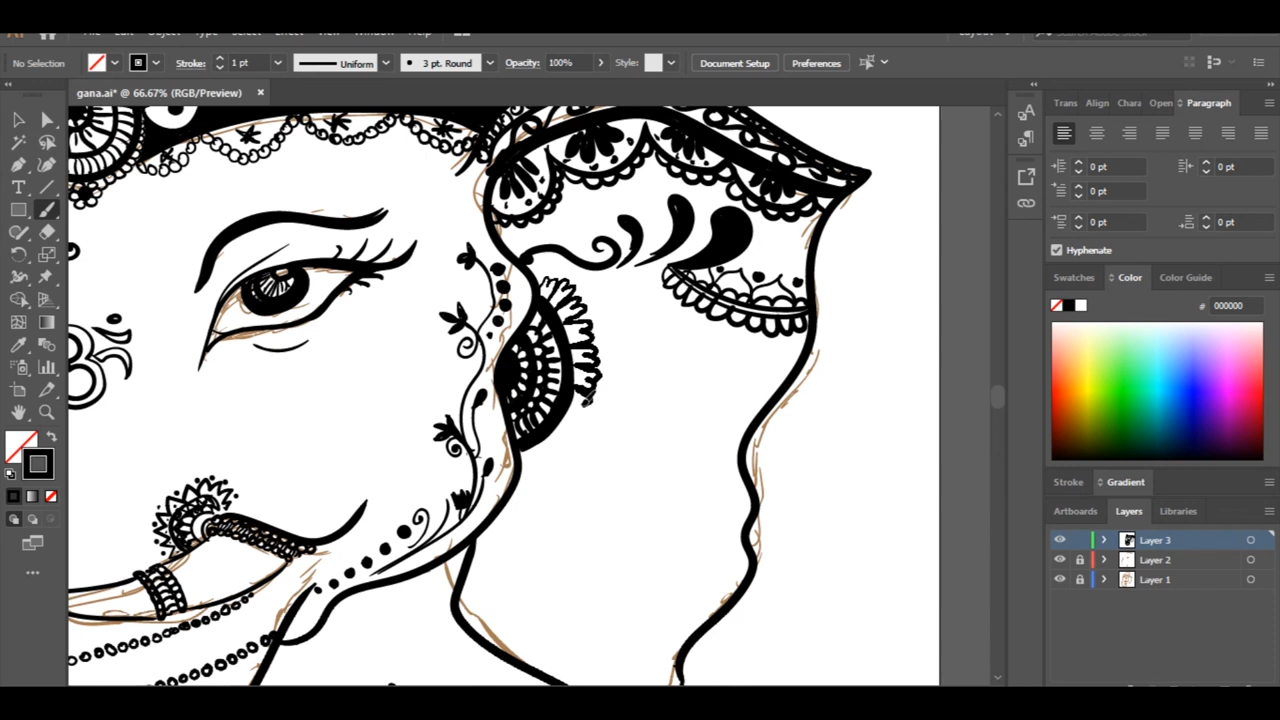 No Selection Stroke: 1 pt Uniform 3 pt. Round Opacity: 100% Style: Document Setup Preferences
gana.ai* @ 66.67% (RGB/Preview)
Trans Align Chara Open Paragraph
0 pt 0 pt
0 pt
0 pt 0 pt
Hyphenate
Swatches Color Color Guide
# 000000
Stroke Gradient
Artboards Layers Libraries
Layer 3
Layer 2
Layer 1
ॐ